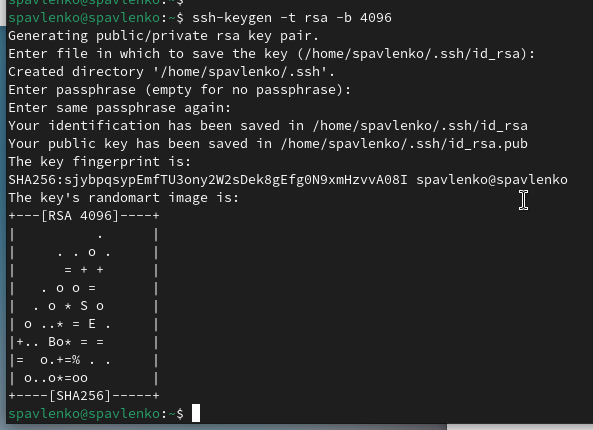 spavlenko@spavlenko:~$
spavlenko@spavlenko:~$ ssh-keygen -t rsa -b 4096
Generating public/private rsa key pair.
Enter file in which to save the key (/home/spavlenko/.ssh/id_rsa):
Created directory '/home/spavlenko/.ssh'.
Enter passphrase (empty for no passphrase):
Enter same passphrase again:
Your identification has been saved in /home/spavlenko/.ssh/id_rsa
Your public key has been saved in /home/spavlenko/.ssh/id_rsa.pub
The key fingerprint is:
SHA256:sjybpqsypEmfTU3ony2W2sDek8gEfg0N9xmHzvvA08I spavlenko@spavlenko
The key's randomart image is:
+---[RSA 4096]----+
|          .      |
|     . . o .     |
|      = + +      |
|   . o o =       |
|  . o * S o      |
| o ..* = E .     |
|+.. Bo* = =      |
|=  o.+=% . .     |
| o..o*=oo        |
+----[SHA256]-----+
spavlenko@spavlenko:~$